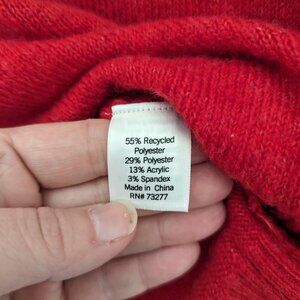 55% Recycled
Polyester
29% Polyester
13% Acrylic
3% Spandex
Made in China
RN# 73277